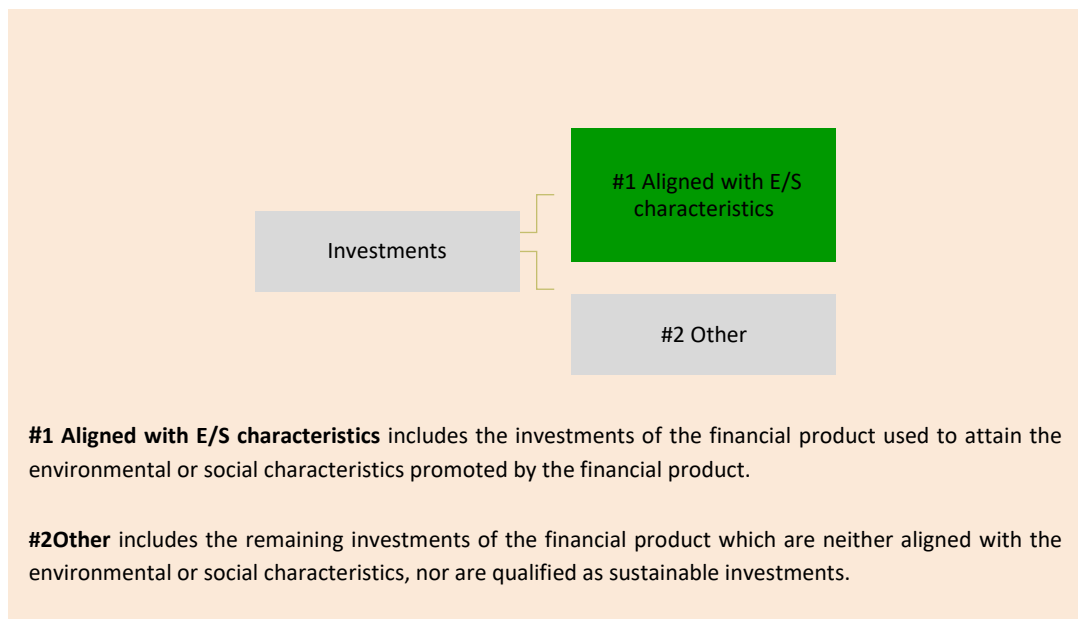 #1 Aligned with E/S
characteristics
Investments
#2 Other
#1 Aligned with E/S characteristics includes the investments of the financial product used to attain the
environmental or social characteristics promoted by the financial product.
#2Other includes the remaining investments of the financial product which are neither aligned with the
environmental or social characteristics, nor are qualified as sustainable investments.